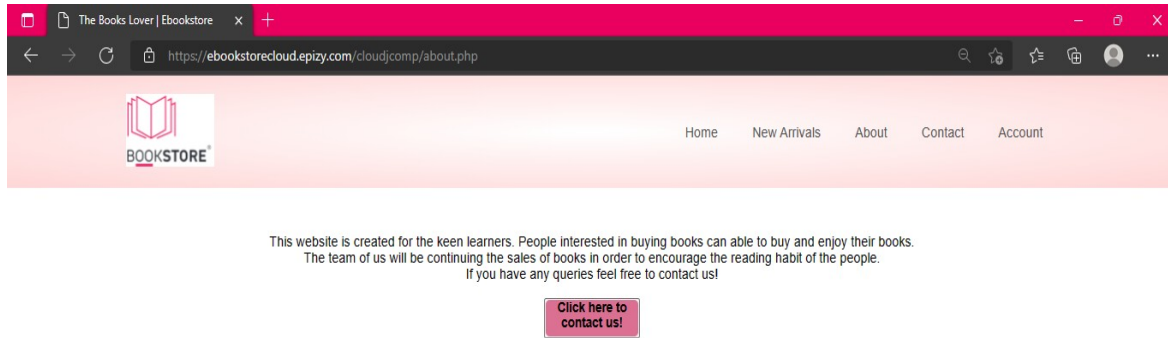 The Books Lover | Ebookstore
https://ebookstorecloud.epizy.com/cloudjcomp/about.php
BOOKSTORE®
Home New Arrivals About Contact Account
This website is created for the keen learners. People interested in buying books can able to buy and enjoy their books.
The team of us will be continuing the sales of books in order to encourage the reading habit of the people.
If you have any queries feel free to contact us!
Click here to
contact us!